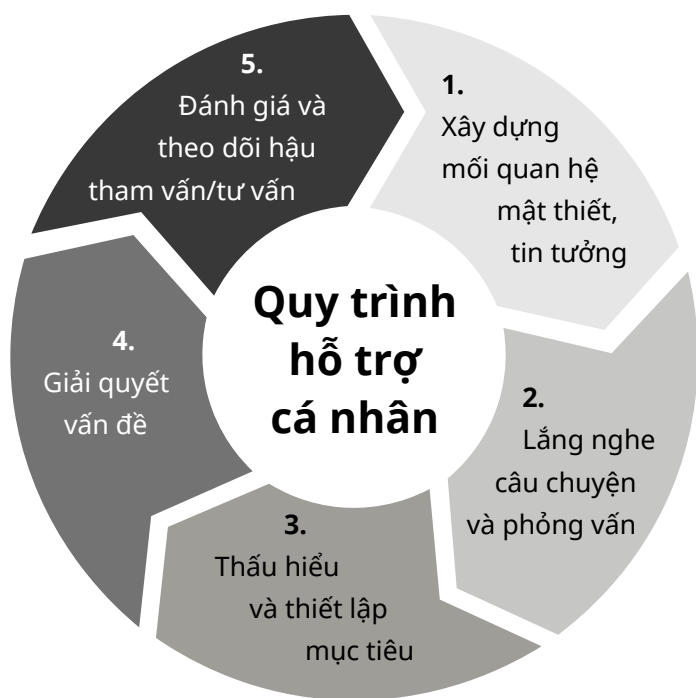 Quy trình
hỗ trợ
cá nhân
1.
Xây dựng
mối quan hệ
mật thiết,
tin tưởng
2.
Lắng nghe
câu chuyện
và phỏng vấn
3.
Thấu hiểu
và thiết lập
mục tiêu
4.
Giải quyết
vấn đề
5.
Đánh giá và
theo dõi hậu
tham vấn/tư vấn